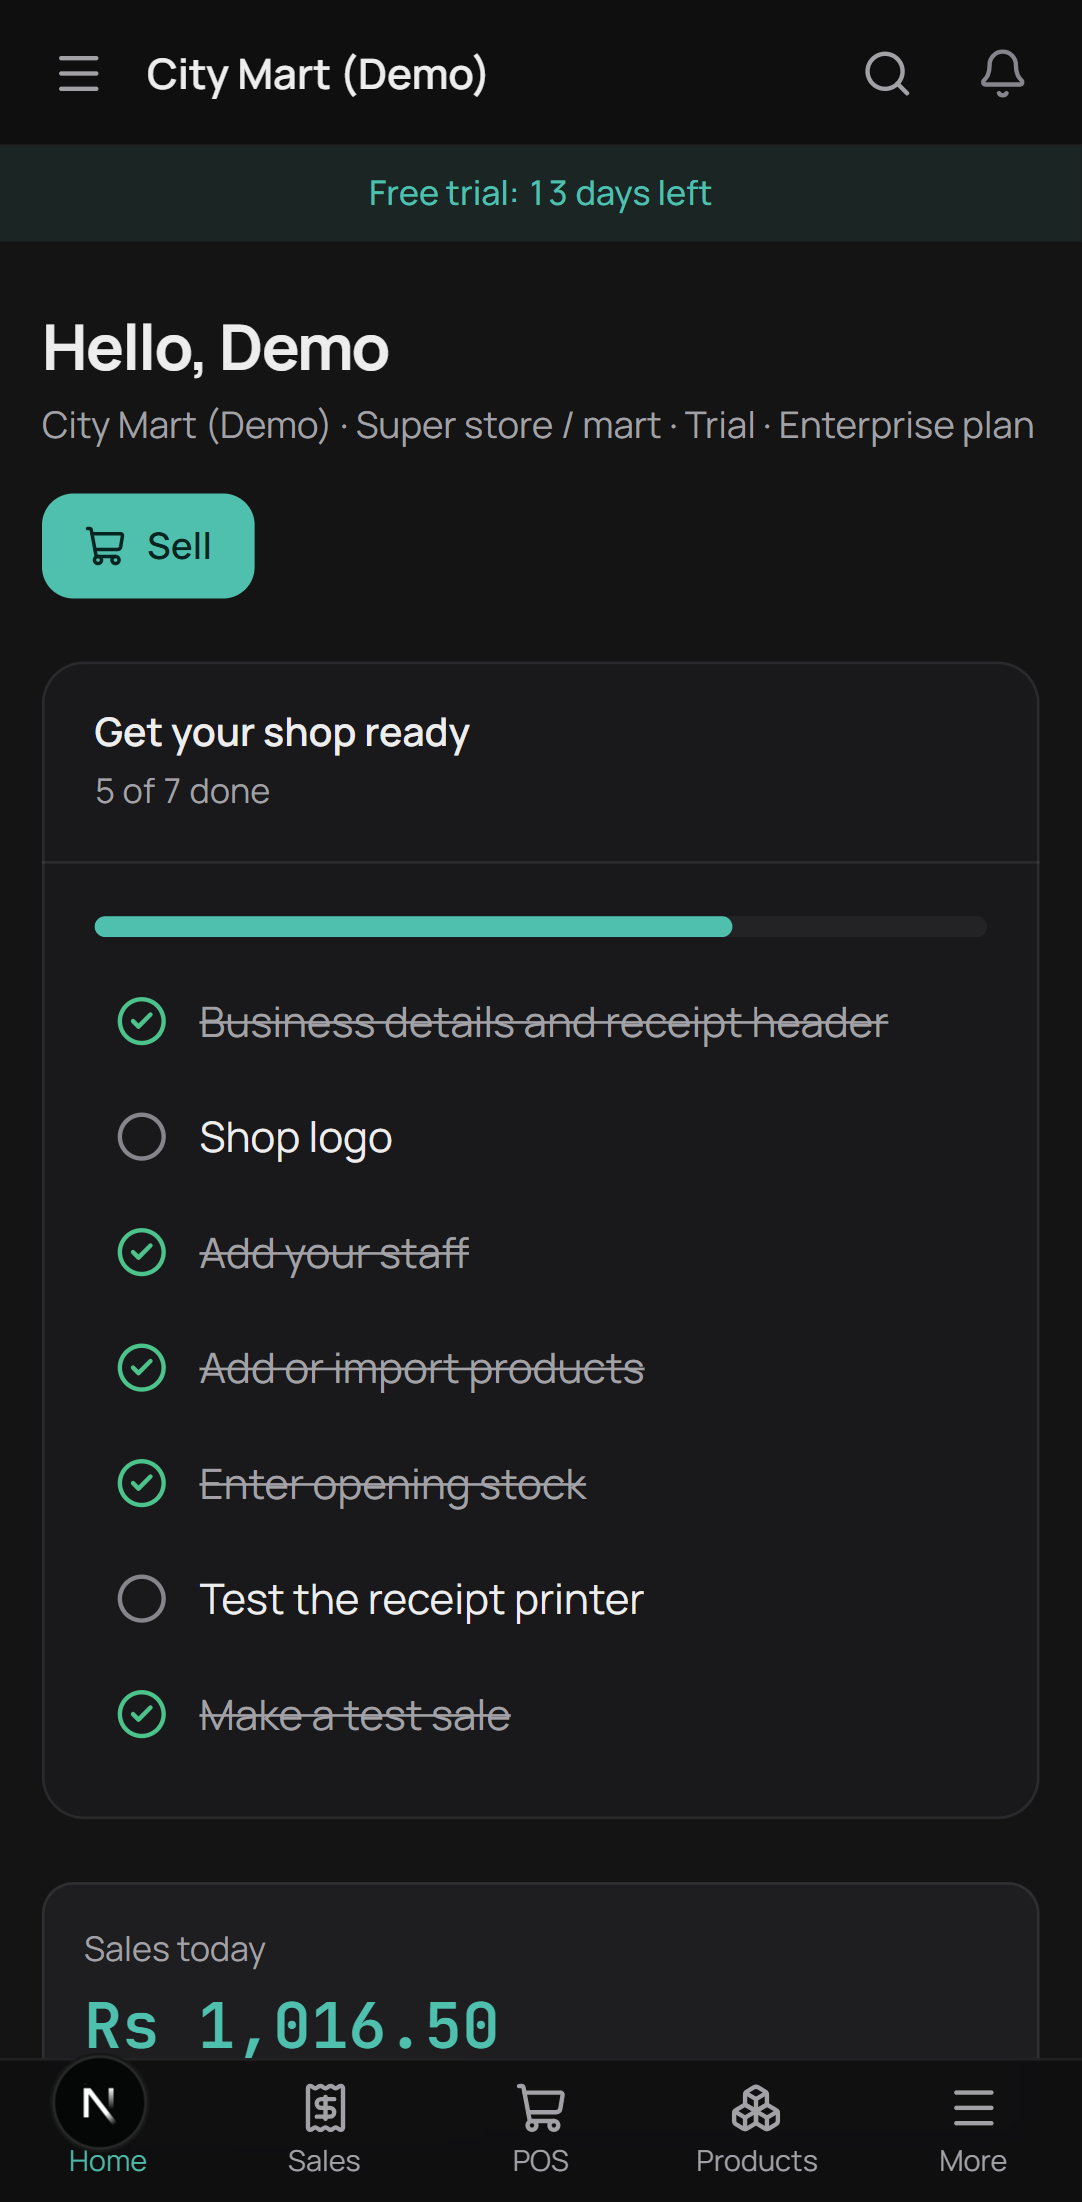 City Mart (Demo)
Free trial: 13 days left
Hello, Demo
City Mart (Demo) · Super store / mart · Trial · Enterprise plan
Sell
Get your shop ready
5 of 7 done
Business details and receipt header
Shop logo
Add your staff
Add or import products
Enter opening stock
Test the receipt printer
Make a test sale
Sales today
Rs 1,016.50
N
Home
Sales
POS
Products
More